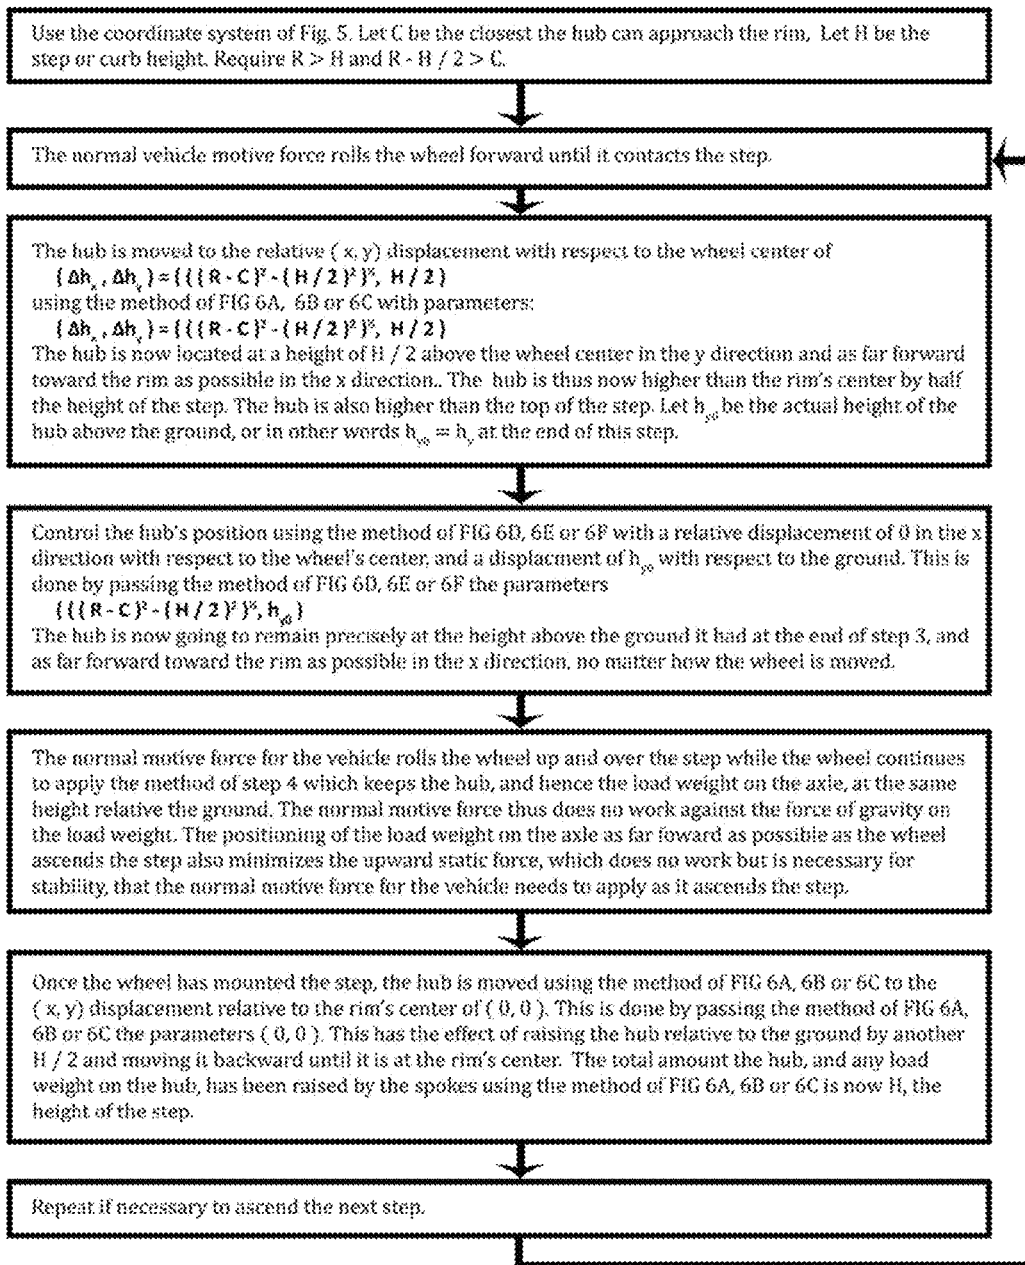 Use the coordinate system of Fig. 5. Let C be the closest the hub can approach the rim, Let H be the
step or curb height. Require R > H and R - H / 2 > C.
The normal vehicle motive force rolls the wheel forward until it contacts the step.
The hub is moved to the relative ( x, y) displacement with respect to the wheel center of
( Δhₓ , Δhᵧ ) = ( ( ( R - C )² - ( H / 2 )² )^½, H / 2 )
using the method of FIG 6A, 6B or 6C with parameters:
( Δhₓ , Δhᵧ ) = ( ( ( R - C )² - ( H / 2 )² )^½, H / 2 )
The hub is now located at a height of H / 2 above the wheel center in the y direction and as far forward
toward the rim as possible in the x direction.. The hub is thus now higher than the rim's center by half
the height of the step. The hub is also higher than the top of the step. Let h_y0 be the actual height of the
hub above the ground, or in other words h_y0 = h_y at the end of this step.
Control the hub's position using the method of FIG 6D, 6E or 6F with a relative displacement of 0 in the x
direction with respect to the wheel's center, and a displacment of h_y0 with respect to the ground. This is
done by passing the method of FIG 6D, 6E or 6F the parameters
( ( ( R - C )² - ( H / 2 )² )^½, h_y0 )
The hub is now going to remain precisely at the height above the ground it had at the end of step 3, and
as far forward toward the rim as possible in the x direction, no matter how the wheel is moved.
The normal motive force for the vehicle rolls the wheel up and over the step while the wheel continues
to apply the method of step 4 which keeps the hub, and hence the load weight on the axle, at the same
height relative the ground. The normal motive force thus does no work against the force of gravity on
the load weight. The positioning of the load weight on the axle as far foward as possible as the wheel
ascends the step also minimizes the upward static force, which does no work but is necessary for
stability, that the normal motive force for the vehicle needs to apply as it ascends the step.
Once the wheel has mounted the step, the hub is moved using the method of FIG 6A, 6B or 6C to the
( x, y) displacement relative to the rim's center of ( 0, 0 ). This is done by passing the method of FIG 6A,
6B or 6C the parameters ( 0, 0 ). This has the effect of raising the hub relative to the ground by another
H / 2 and moving it backward until it is at the rim's center. The total amount the hub, and any load
weight on the hub, has been raised by the spokes using the method of FIG 6A, 6B or 6C is now H, the
height of the step.
Repeat if necessary to ascend the next step.